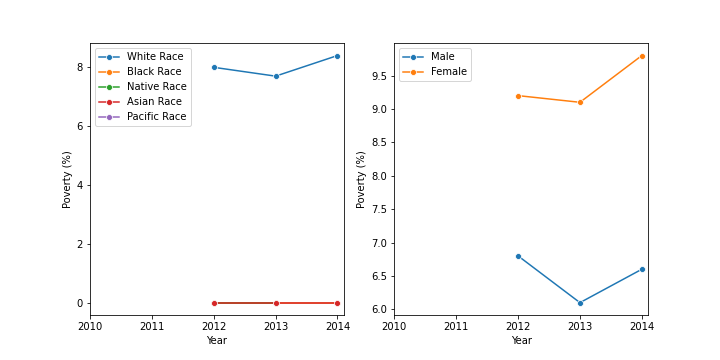 White Race
Black Race
Native Race
Asian Race
Pacific Race
Poverty (%)
8
6
4
2
0
2010 2011 2012 2013 2014
Year
Male
Female
Poverty (%)
9.5
9.0
8.5
8.0
7.5
7.0
6.5
6.0
2010 2011 2012 2013 2014
Year